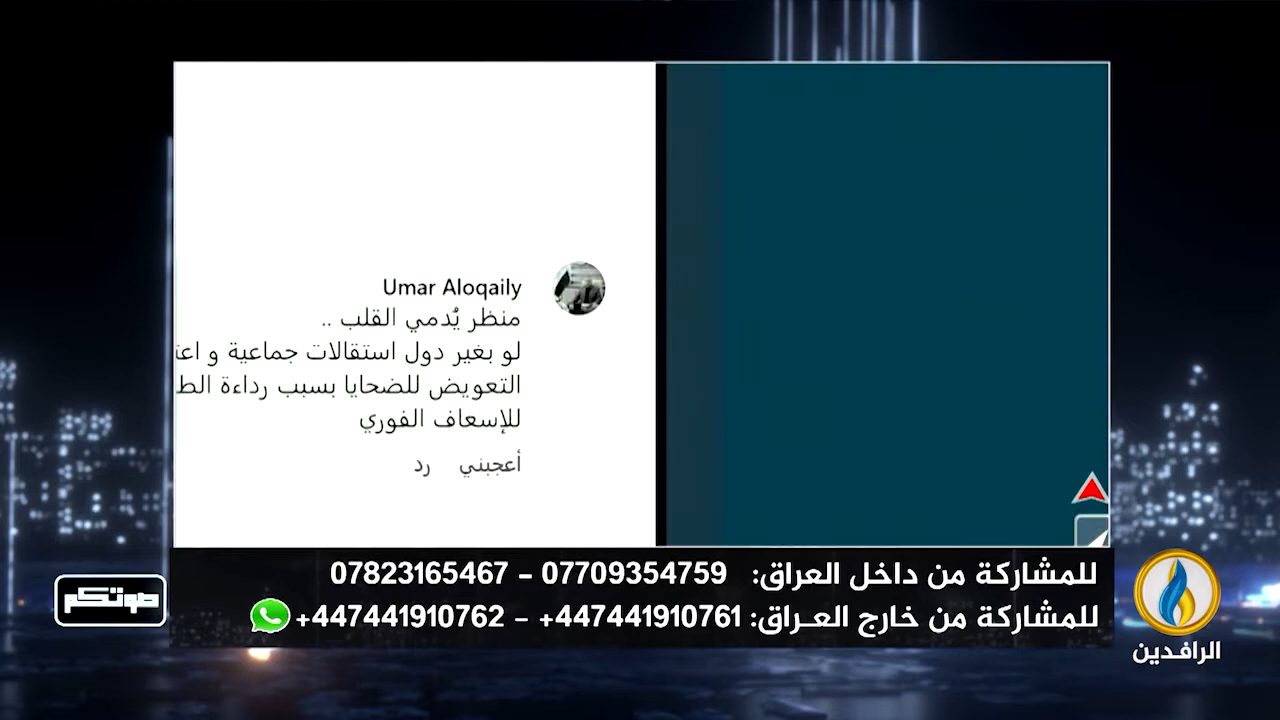 Umar Aloqaily
منظر يُدمي القلب ..
لو بغير دول استقالات جماعية و
التعويض للضحايا بسبب رداءة
للإسعاف الفوري
أعجبني رد
للمشاركة من داخل العراق: 07709354759 - 07823165467
للمشاركة من خارج العـراق: 447441910761+ - 447441910762+
صوتكم
الرافدين